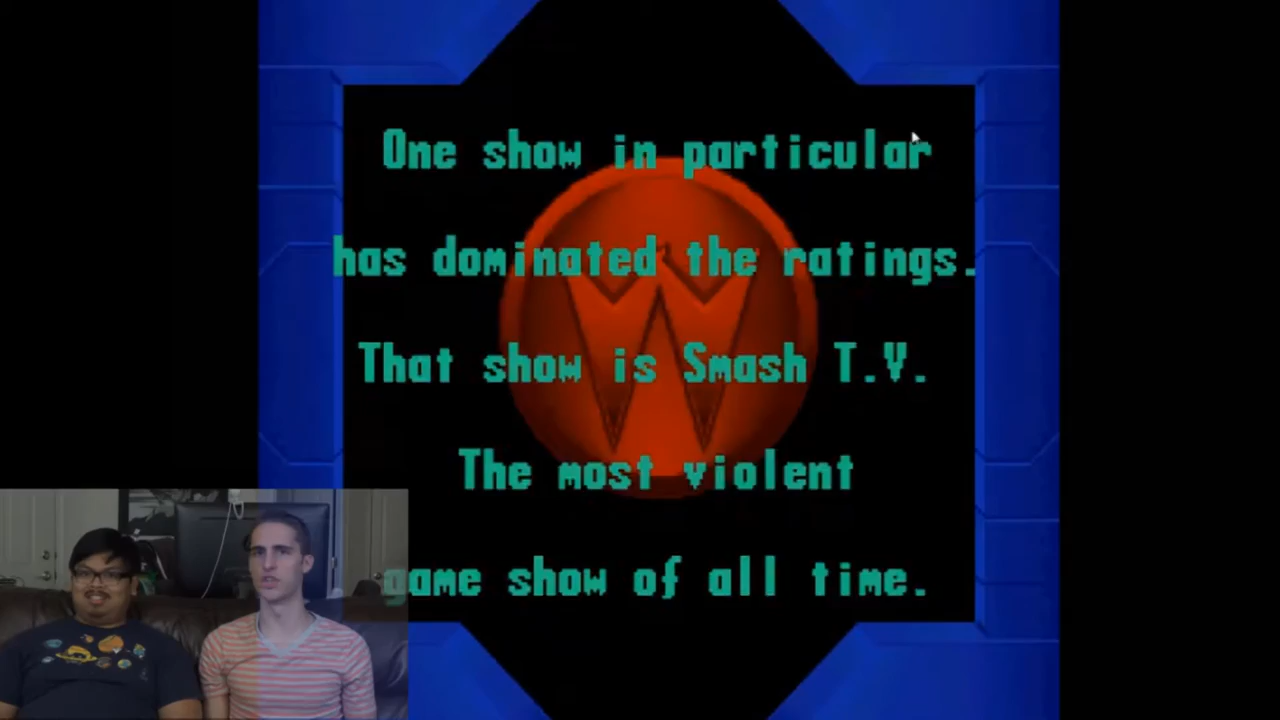 One show in particular
has dominated the ratings.
That show is Smash T.V.
The most violent
game show of all time.
W